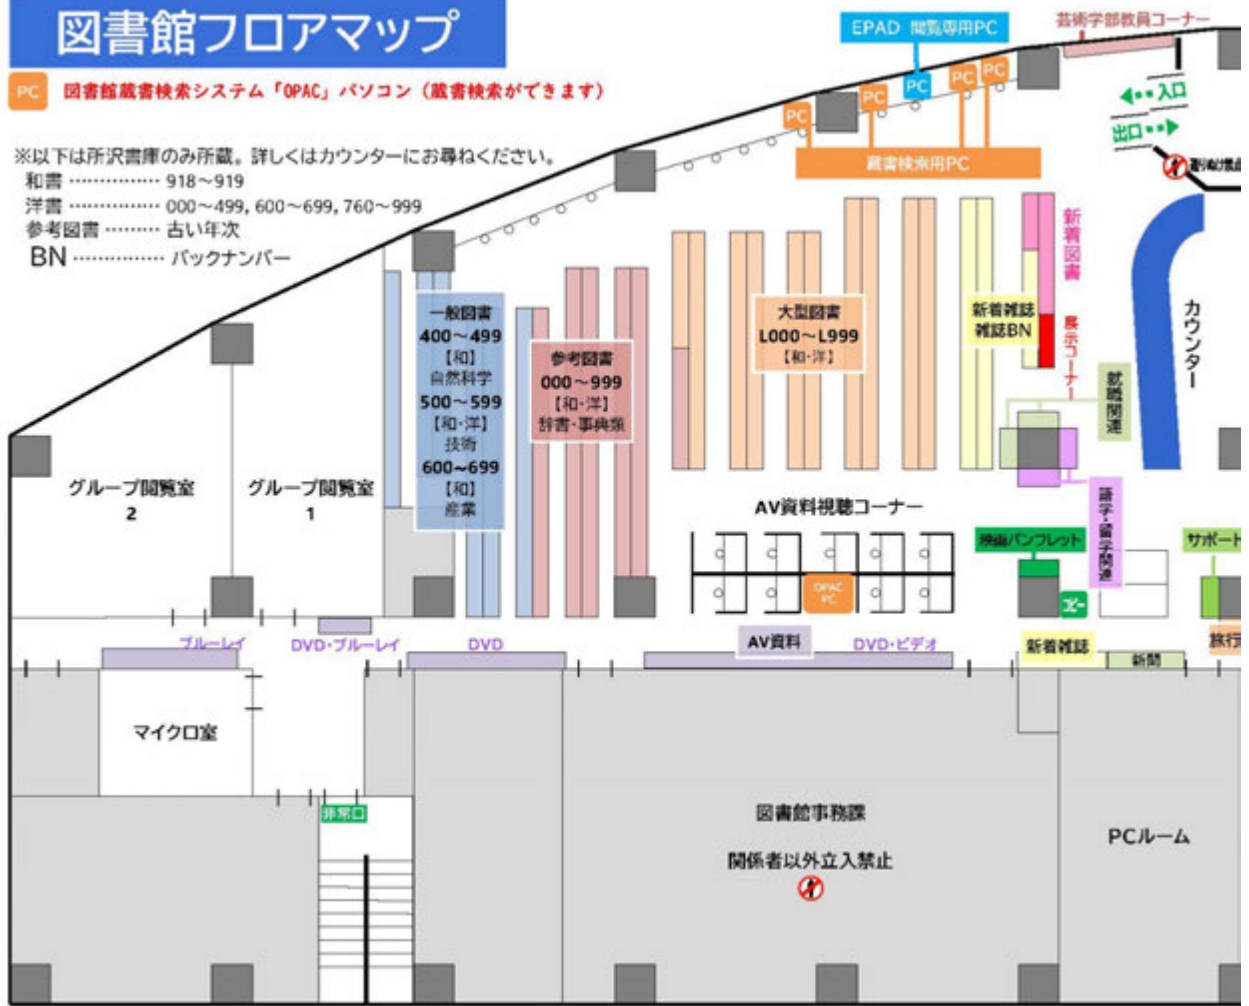 図書館フロアマップ
PC 図書館蔵書検索システム「OPAC」パソコン（蔵書検索ができます）
※以下は所沢書庫のみ所蔵。詳しくはカウンターにお尋ねください。
和書 …………… 918～919
洋書 …………… 000～499, 600～699, 760～999
参考図書 ……… 古い年次
BN …………… バックナンバー
EPAD 閲覧専用PC
芸術学部教員コーナー
PC
PC
PC
PC
PC
蔵書検索用PC
入口
出口
新着図書
展示コーナー
カウンター
就職関連
一般図書
400～499
【和】
自然科学
500～599
【和・洋】
技術
600～699
【和】
産業
参考図書
000～999
【和・洋】
辞書・事典類
大型図書
L000～L999
【和・洋】
新着雑誌
雑誌BN
グループ閲覧室
2
グループ閲覧室
1
AV資料視聴コーナー
OPAC
PC
語学・留学関連
映画パンフレット
コピー
サポート
ブルーレイ
DVD・ブルーレイ
DVD
AV資料
DVD・ビデオ
新着雑誌
新聞
旅行
マイクロ室
非常口
図書館事務課
関係者以外立入禁止
PCルーム